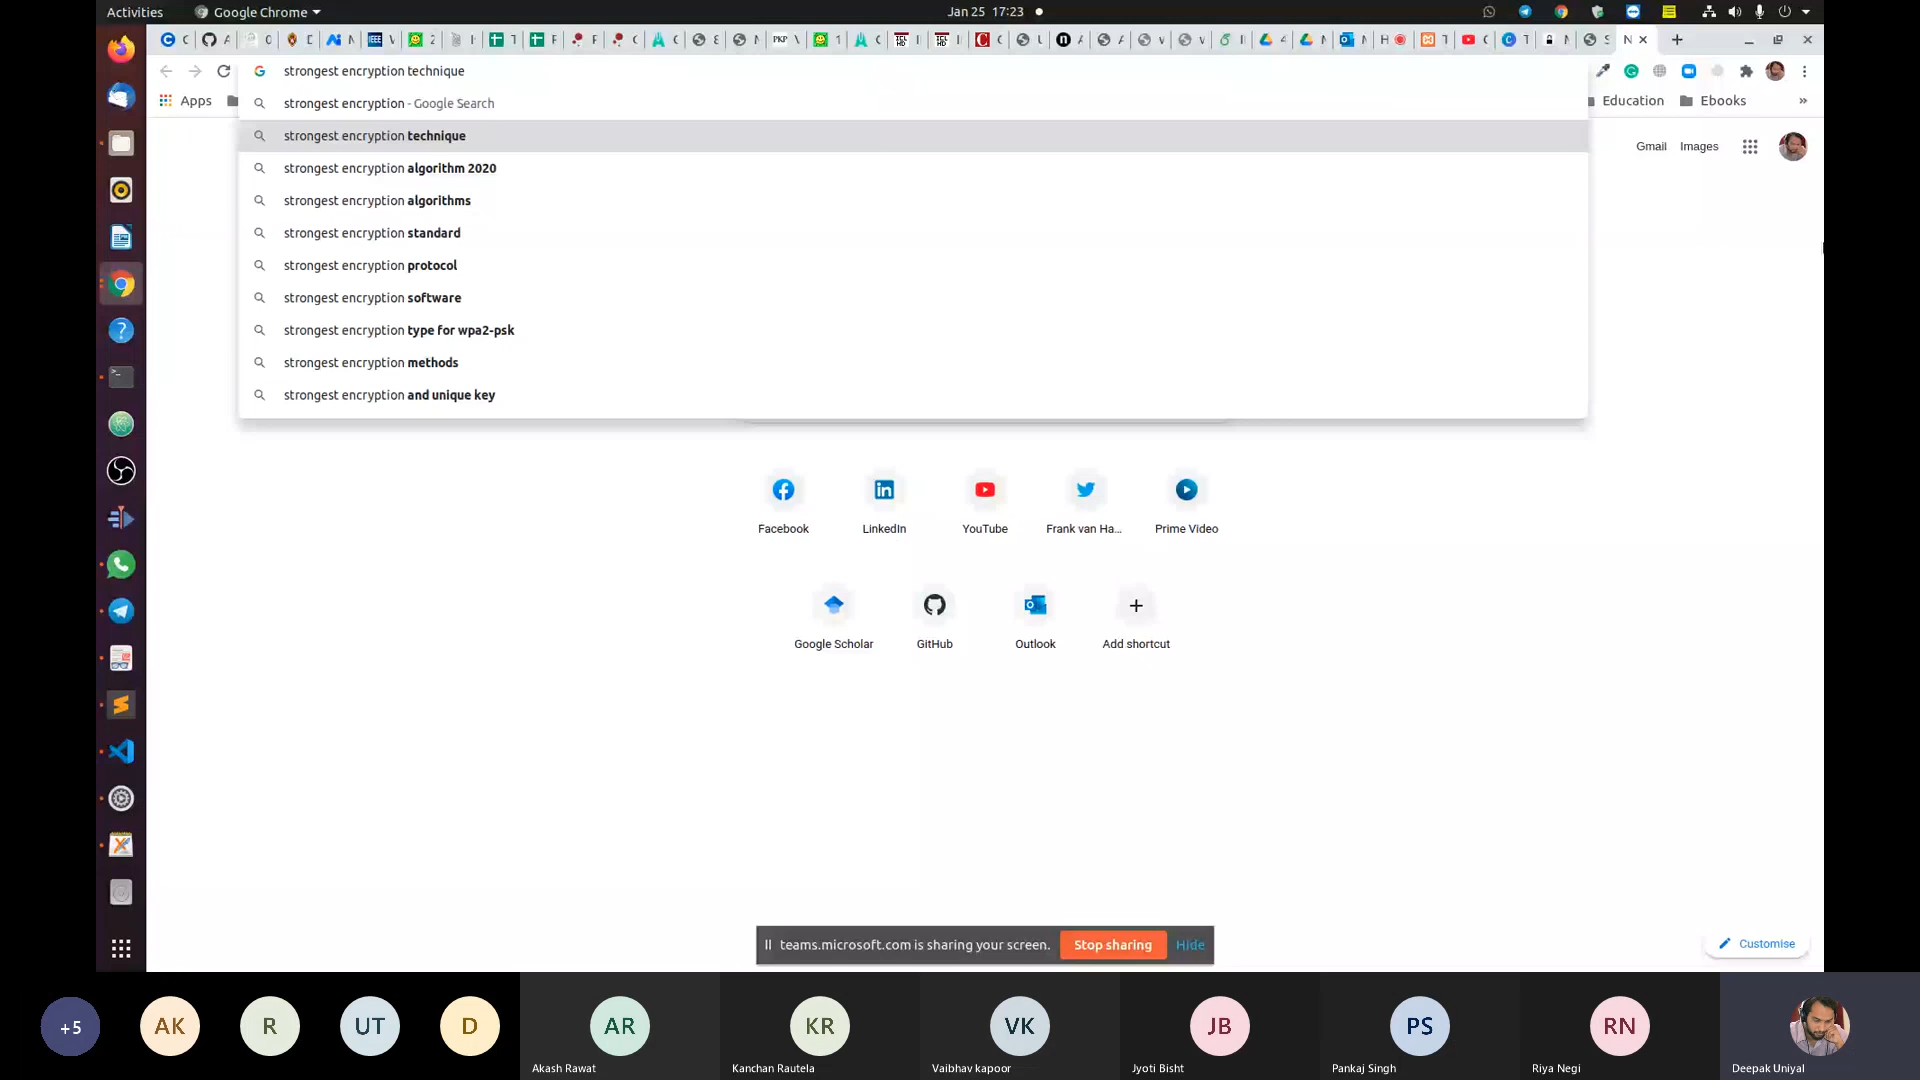 Activities
Google Chrome
Jan 25 17:23
strongest encryption technique
strongest encryption - Google Search
strongest encryption technique
strongest encryption algorithm 2020
strongest encryption algorithms
strongest encryption standard
strongest encryption protocol
strongest encryption software
strongest encryption type for wpa2-psk
strongest encryption methods
strongest encryption and unique key
Apps
Education
Ebooks
»
Gmail
Images
Facebook
LinkedIn
YouTube
Frank van Ha...
Prime Video
Google Scholar
GitHub
Outlook
Add shortcut
teams.microsoft.com is sharing your screen.
Stop sharing
Hide
Customise
+5
AK
R
UT
D
AR
KR
VK
JB
PS
RN
Akash Rawat
Kanchan Rautela
Vaibhav kapoor
Jyoti Bisht
Pankaj Singh
Riya Negi
Deepak Uniyal